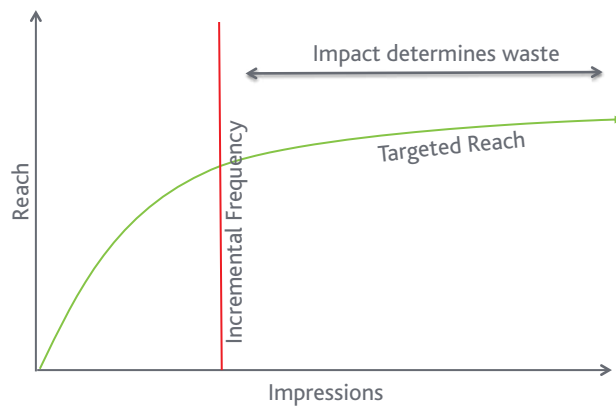 Impact determines waste
Targeted Reach
Incremental Frequency
Reach
Impressions